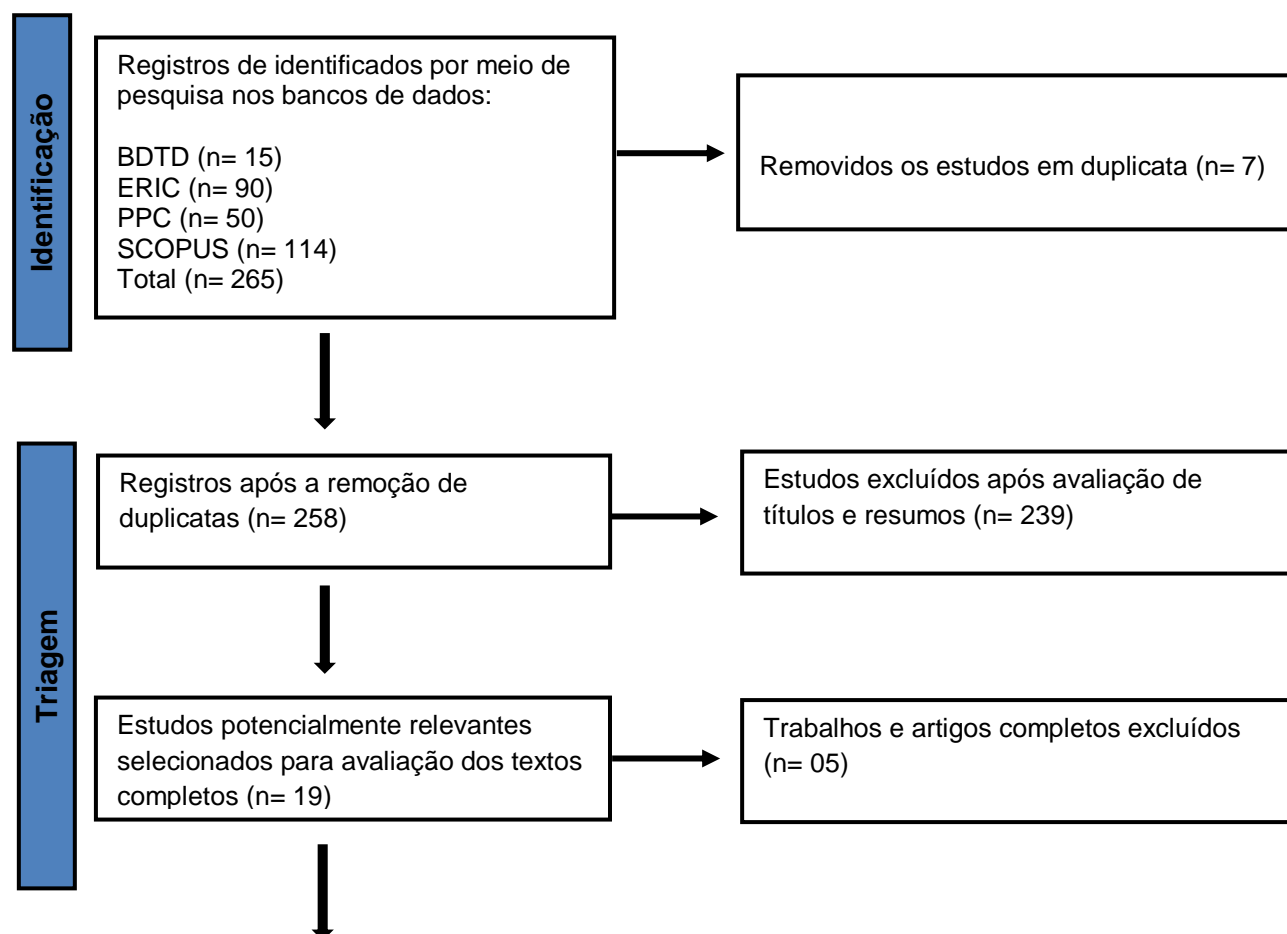 Identificação
Registros de identificados por meio de
pesquisa nos bancos de dados:
BDTD (n= 15)
ERIC (n= 90)
PPC (n= 50)
SCOPUS (n= 114)
Total (n= 265)
Removidos os estudos em duplicata (n= 7)
Triagem
Registros após a remoção de
duplicatas (n= 258)
Estudos excluídos após avaliação de
títulos e resumos (n= 239)
Estudos potencialmente relevantes
selecionados para avaliação dos textos
completos (n= 19)
Trabalhos e artigos completos excluídos
(n= 05)